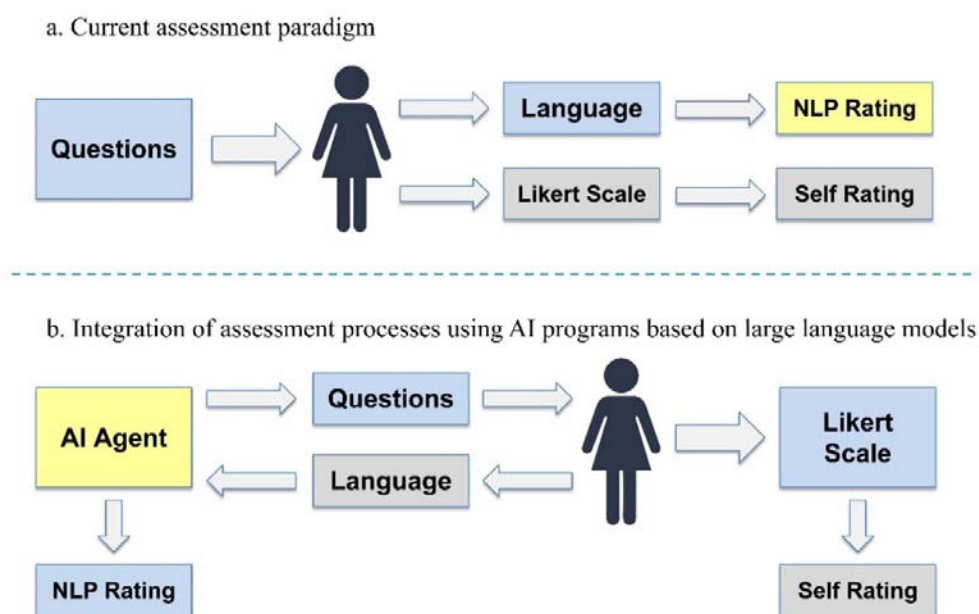 a. Current assessment paradigm
Questions
Language
NLP Rating
Likert Scale
Self Rating
b. Integration of assessment processes using AI programs based on large language models
AI Agent
Questions
Language
Likert
Scale
NLP Rating
Self Rating